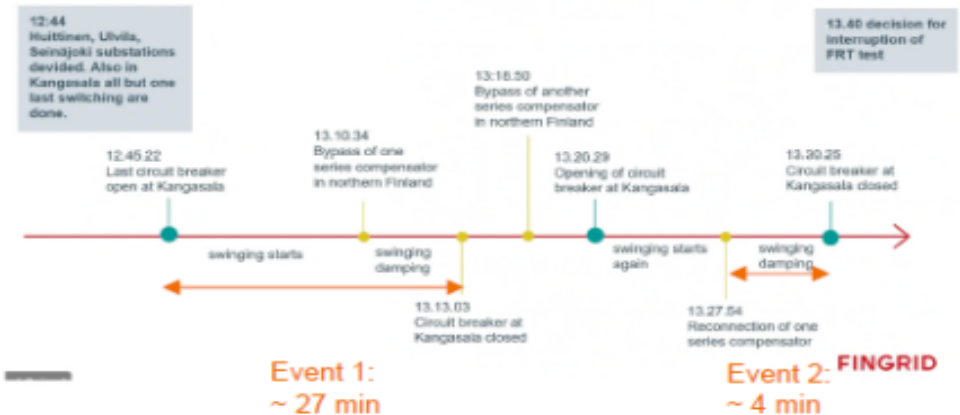 12:44
Huittinen, Ulvila,
Seinäjoki substations
devided. Also in
Kangasala all but one
last switching are
done.
13.40 decision for
interruption of
FRT test
13:18.50
Bypass of another
series compensator
in northern Finland
13.10.34
Bypass of one
series compensator
in northern Finland
12.45.22
Last circuit breaker
open at Kangasala
13.20.29
Opening of circuit
breaker at Kangasala
13.30.25
Circuit breaker at
Kangasala closed
swinging starts
swinging
damping
swinging starts
again
swinging
damping
13.13.03
Circuit breaker at
Kangasala closed
13.27.54
Reconnection of one
series compensator
Event 1:
~ 27 min
Event 2:
~ 4 min
FINGRID